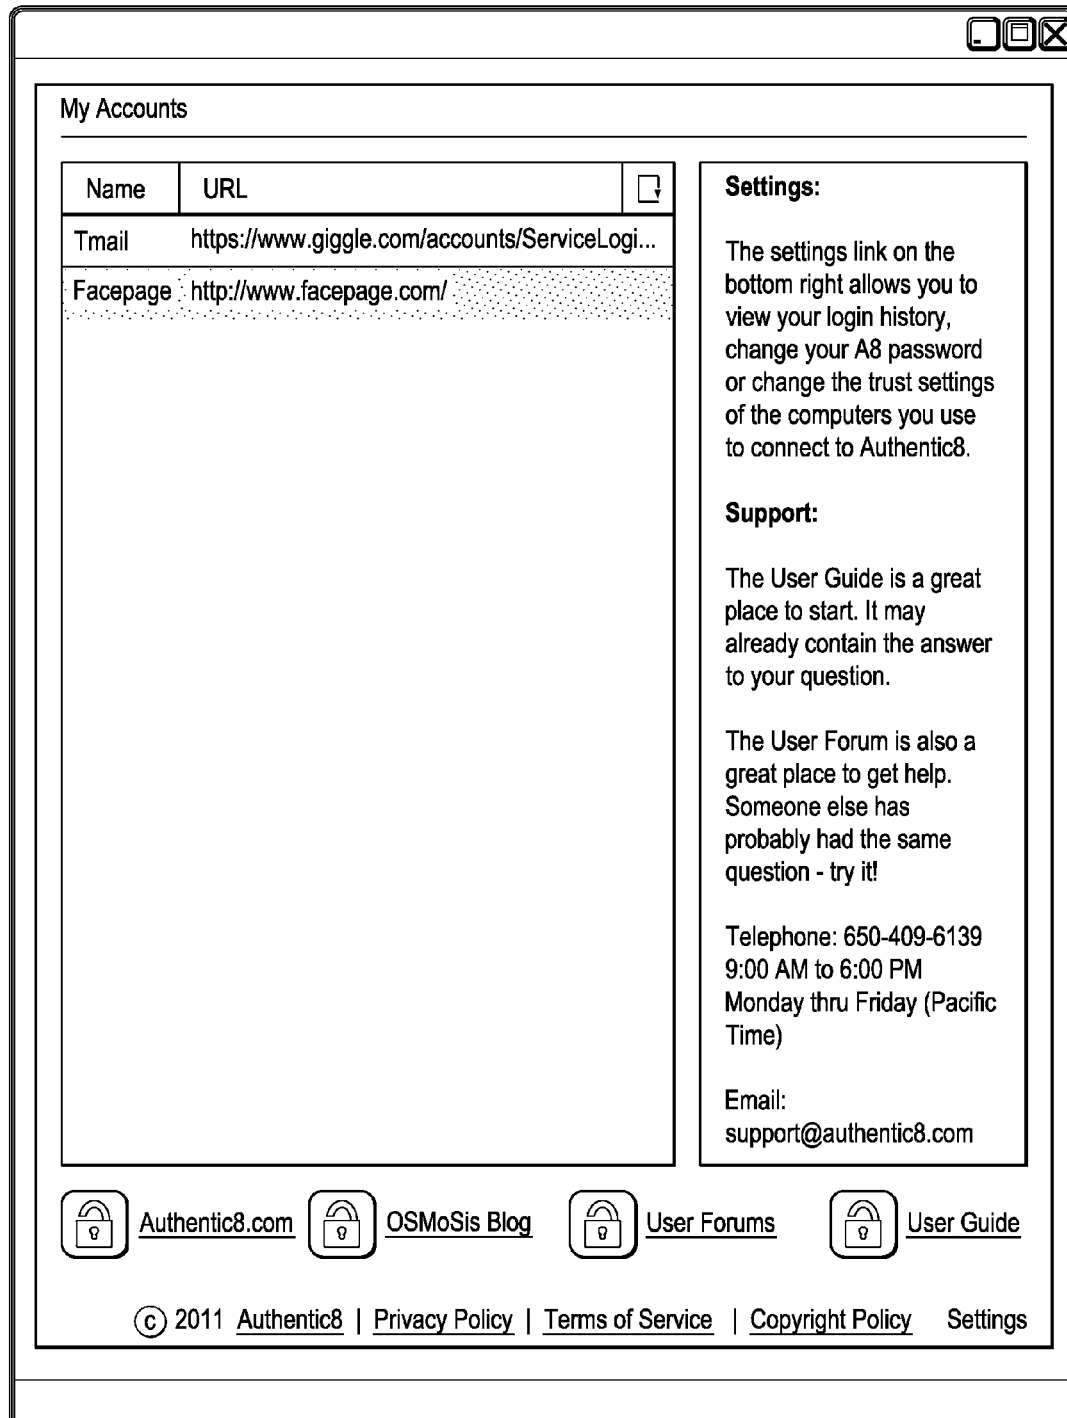 My Accounts
Name URL
Tmail https://www.giggle.com/accounts/ServiceLogi...
Facepage http://www.facepage.com/
Settings:
The settings link on the
bottom right allows you to
view your login history,
change your A8 password
or change the trust settings
of the computers you use
to connect to Authentic8.
Support:
The User Guide is a great
place to start. It may
already contain the answer
to your question.
The User Forum is also a
great place to get help.
Someone else has
probably had the same
question - try it!
Telephone: 650-409-6139
9:00 AM to 6:00 PM
Monday thru Friday (Pacific
Time)
Email:
support@authentic8.com
Authentic8.com OSMoSis Blog User Forums User Guide
© 2011 Authentic8 | Privacy Policy | Terms of Service | Copyright Policy Settings